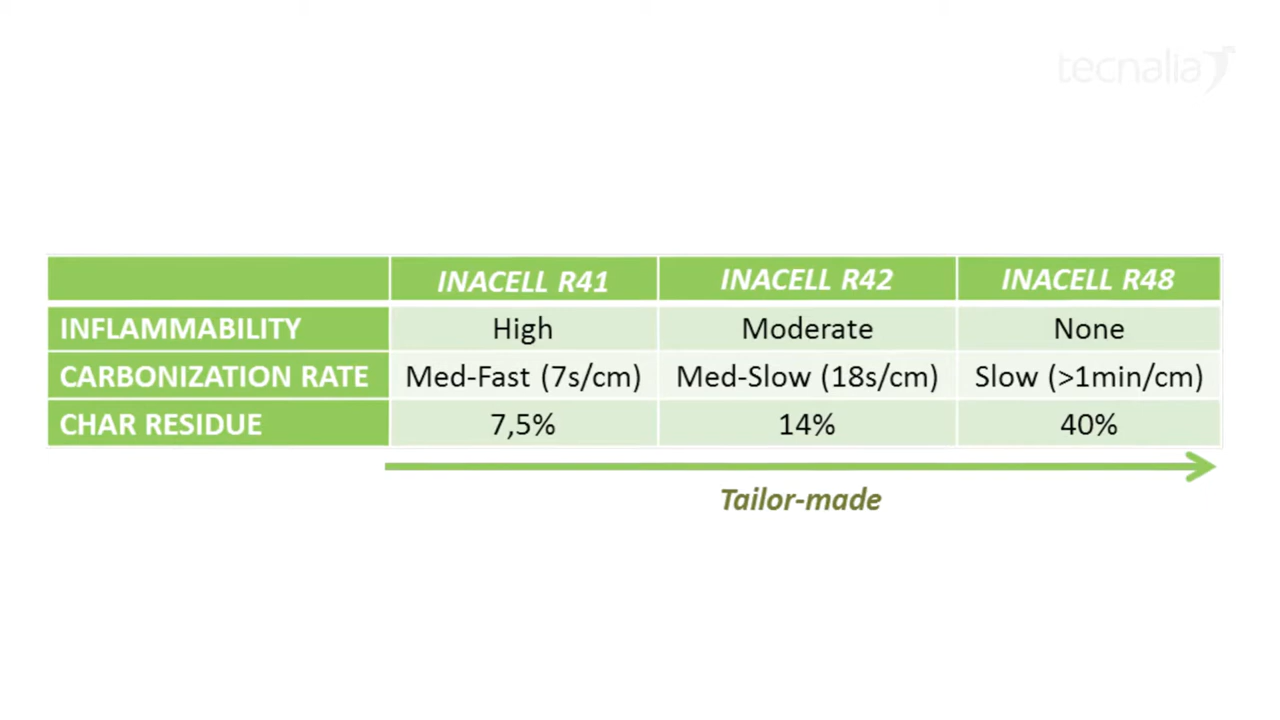 tecnalia
INACELL R41 INACELL R42 INACELL R48
INFLAMMABILITY High Moderate None
CARBONIZATION RATE Med-Fast (7s/cm) Med-Slow (18s/cm) Slow (>1min/cm)
CHAR RESIDUE 7,5% 14% 40%
Tailor-made